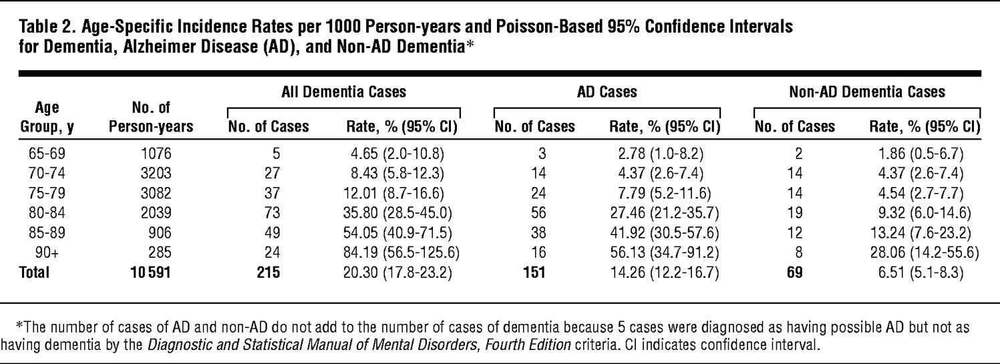 Table 2. Age-Specific Incidence Rates per 1000 Person-years and Poisson-Based 95% Confidence Intervals
for Dementia, Alzheimer Disease (AD), and Non-AD Dementia*
All Dementia Cases AD Cases Non-AD Dementia Cases
Age No. of
Group, y Person-years No. of Cases Rate, % (95% CI) No. of Cases Rate, % (95% CI) No. of Cases Rate, % (95% CI)
65-69 1076 5 4.65 (2.0-10.8) 3 2.78 (1.0-8.2) 2 1.86 (0.5-6.7)
70-74 3203 27 8.43 (5.8-12.3) 14 4.37 (2.6-7.4) 14 4.37 (2.6-7.4)
75-79 3082 37 12.01 (8.7-16.6) 24 7.79 (5.2-11.6) 14 4.54 (2.7-7.7)
80-84 2039 73 35.80 (28.5-45.0) 56 27.46 (21.2-35.7) 19 9.32 (6.0-14.6)
85-89 906 49 54.05 (40.9-71.5) 38 41.92 (30.5-57.6) 12 13.24 (7.6-23.2)
90+ 285 24 84.19 (56.5-125.6) 16 56.13 (34.7-91.2) 8 28.06 (14.2-55.6)
Total 10 591 215 20.30 (17.8-23.2) 151 14.26 (12.2-16.7) 69 6.51 (5.1-8.3)
*The number of cases of AD and non-AD do not add to the number of cases of dementia because 5 cases were diagnosed as having possible AD but not as
having dementia by the Diagnostic and Statistical Manual of Mental Disorders, Fourth Edition criteria. CI indicates confidence interval.